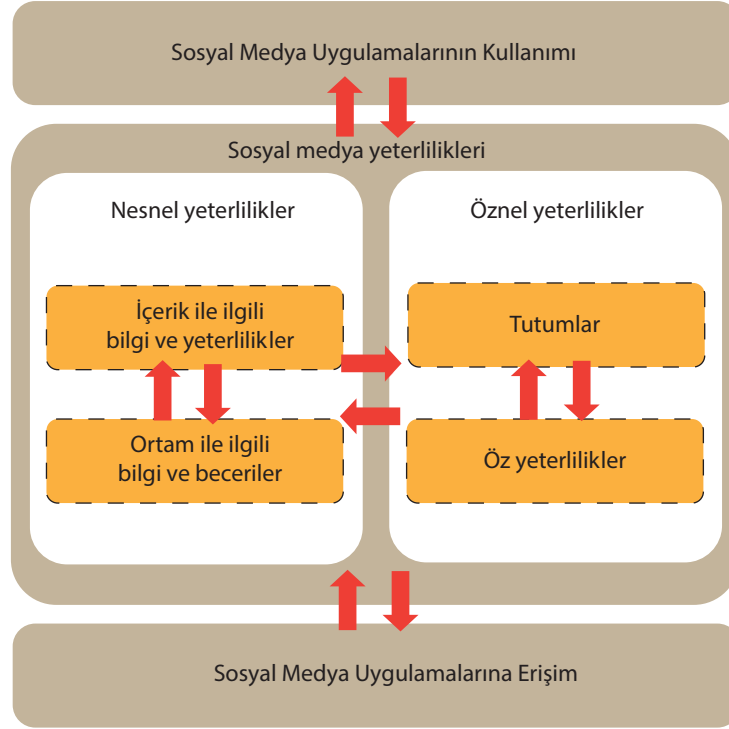 Sosyal Medya Uygulamalarının Kullanımı
Sosyal medya yeterlilikleri
Nesnel yeterlilikler
İçerik ile ilgili
bilgi ve yeterlilikler
Ortam ile ilgili
bilgi ve beceriler
Öznel yeterlilikler
Tutumlar
Öz yeterlilikler
Sosyal Medya Uygulamalarına Erişim